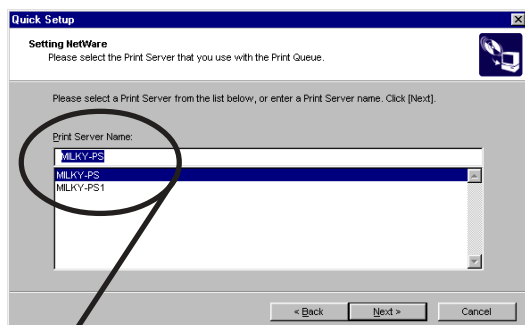 Quick Setup
Setting NetWare
Please select the Print Server that you use with the Print Queue.
Please select a Print Server from the list below, or enter a Print Server name. Click [Next].
Print Server Name:
MILKY-PS
MILKY-PS
MILKY-PS1
< Back
Next >
Cancel